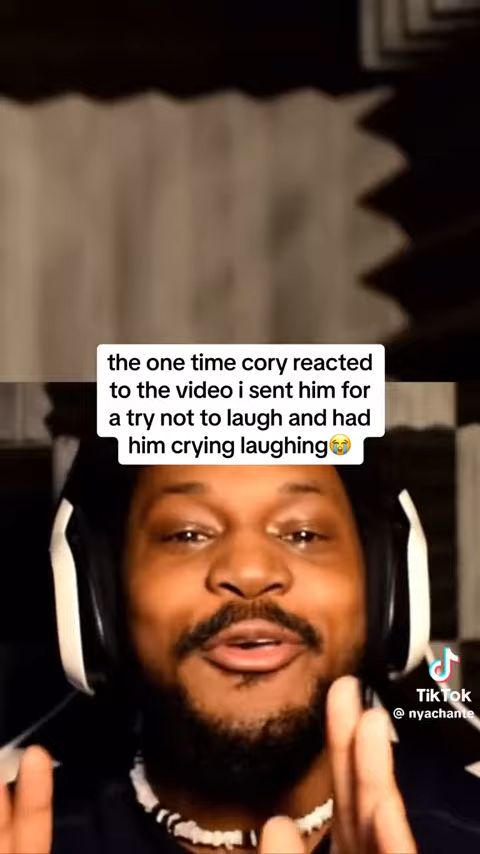 the one time cory reacted
to the video i sent him for
a try not to laugh and had
him crying laughing😭
TikTok
@ nyachante